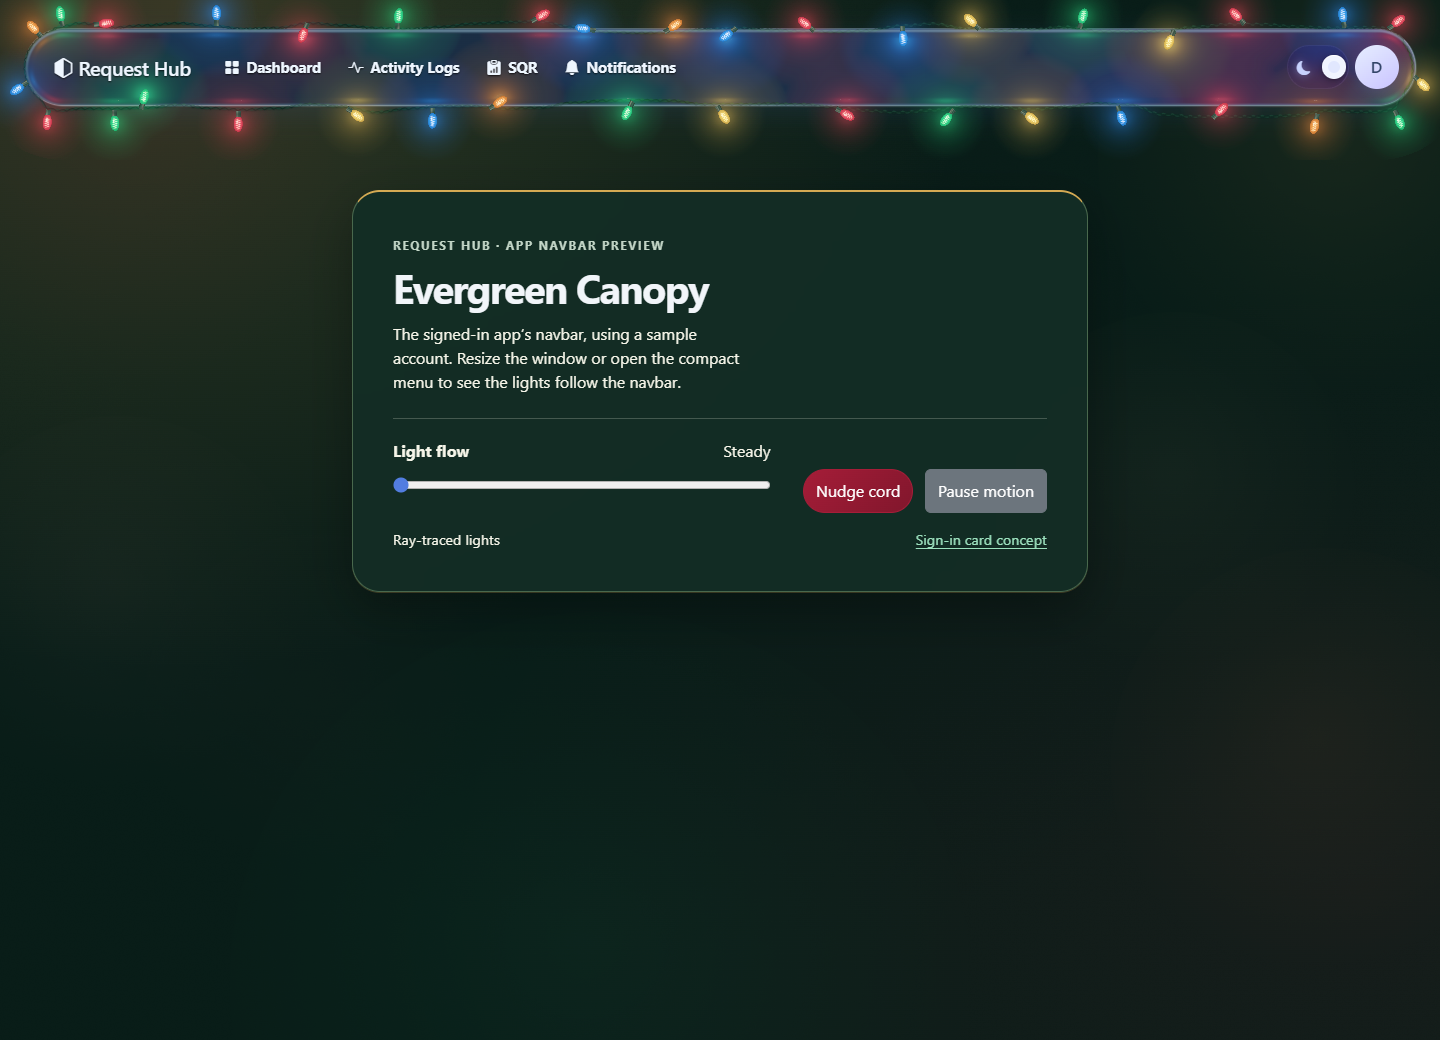 Request Hub Dashboard Activity Logs SQR Notifications D
REQUEST HUB · APP NAVBAR PREVIEW
Evergreen Canopy
The signed-in app’s navbar, using a sample
account. Resize the window or open the compact
menu to see the lights follow the navbar.
Light flow Steady
Nudge cord Pause motion
Ray-traced lights Sign-in card concept